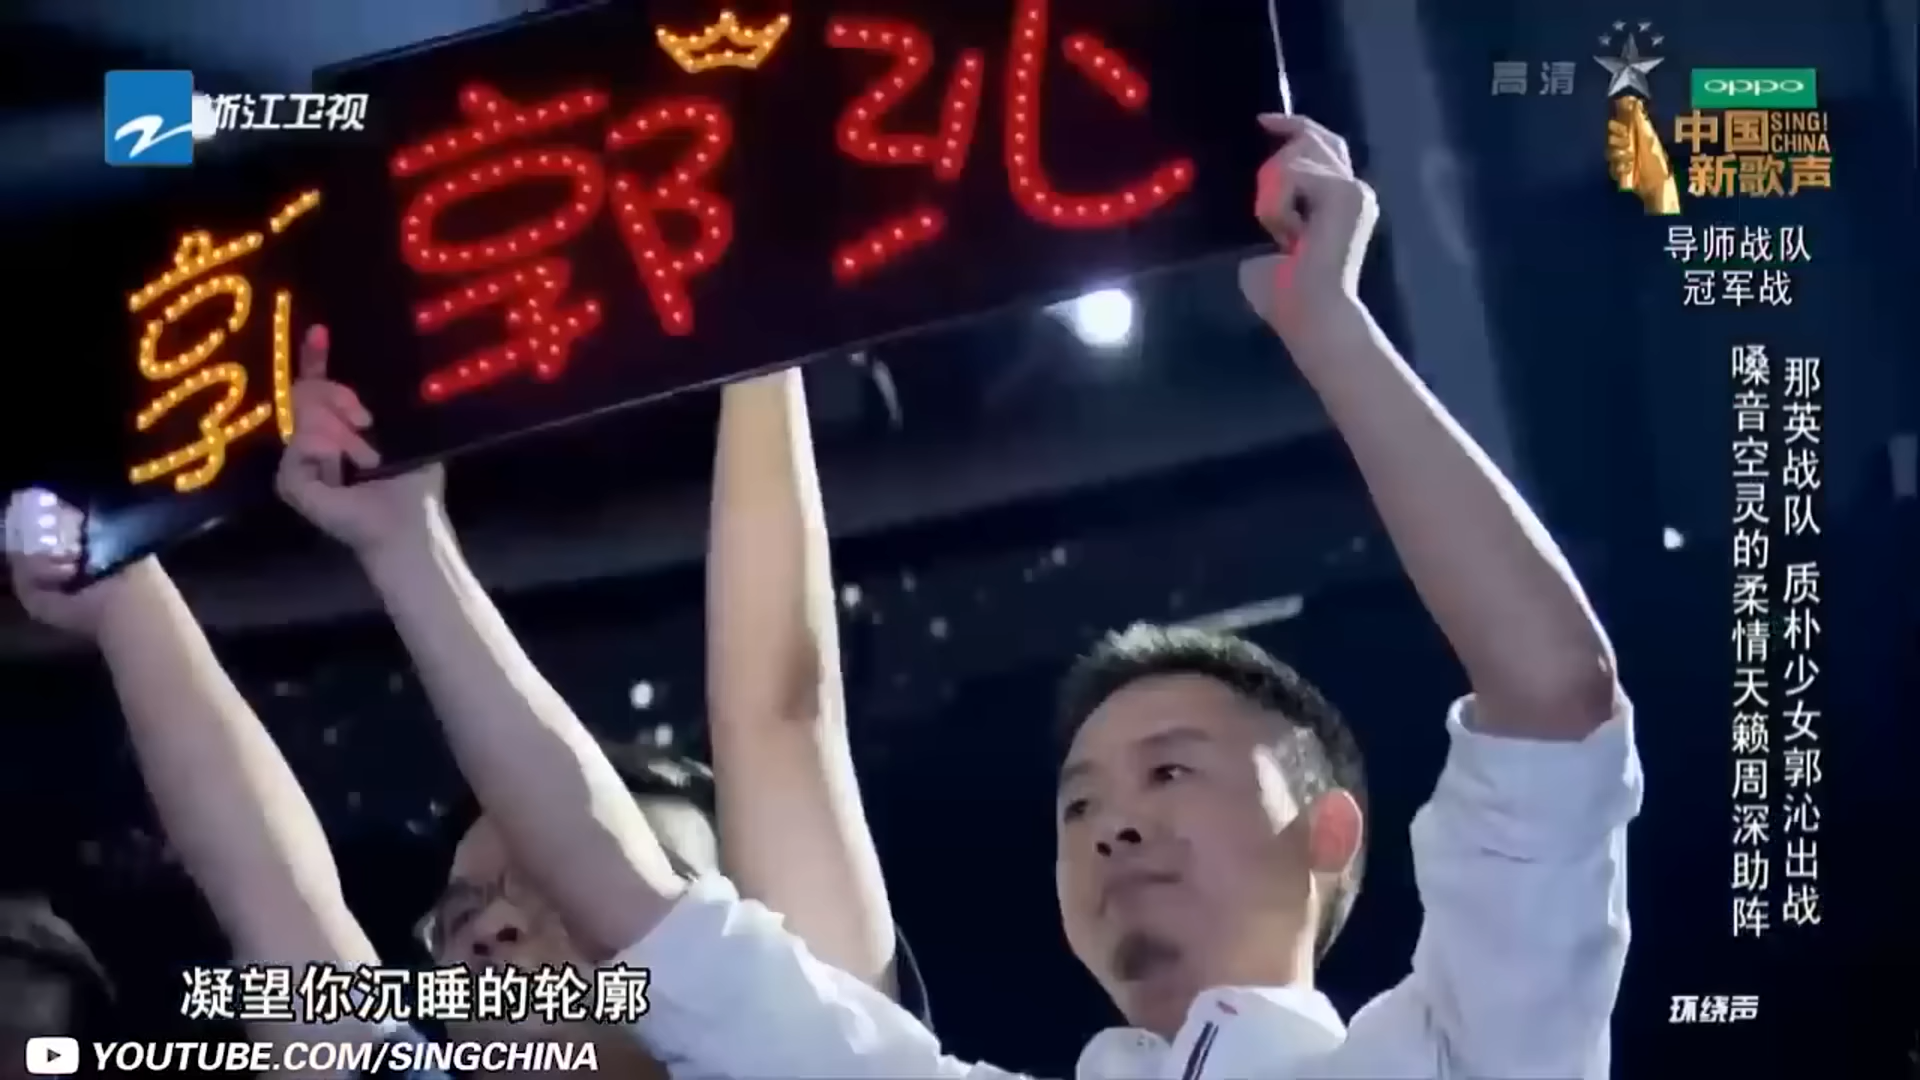 浙江卫视
郭沁
郭
高清
oppo
中国
SING!
CHINA
新歌声
导师战队
冠军战
那英战队 质朴少女郭沁出战
嗓音空灵的柔情天籁周深助阵
凝望你沉睡的轮廓
环绕声
YOUTUBE.COM/SINGCHINA